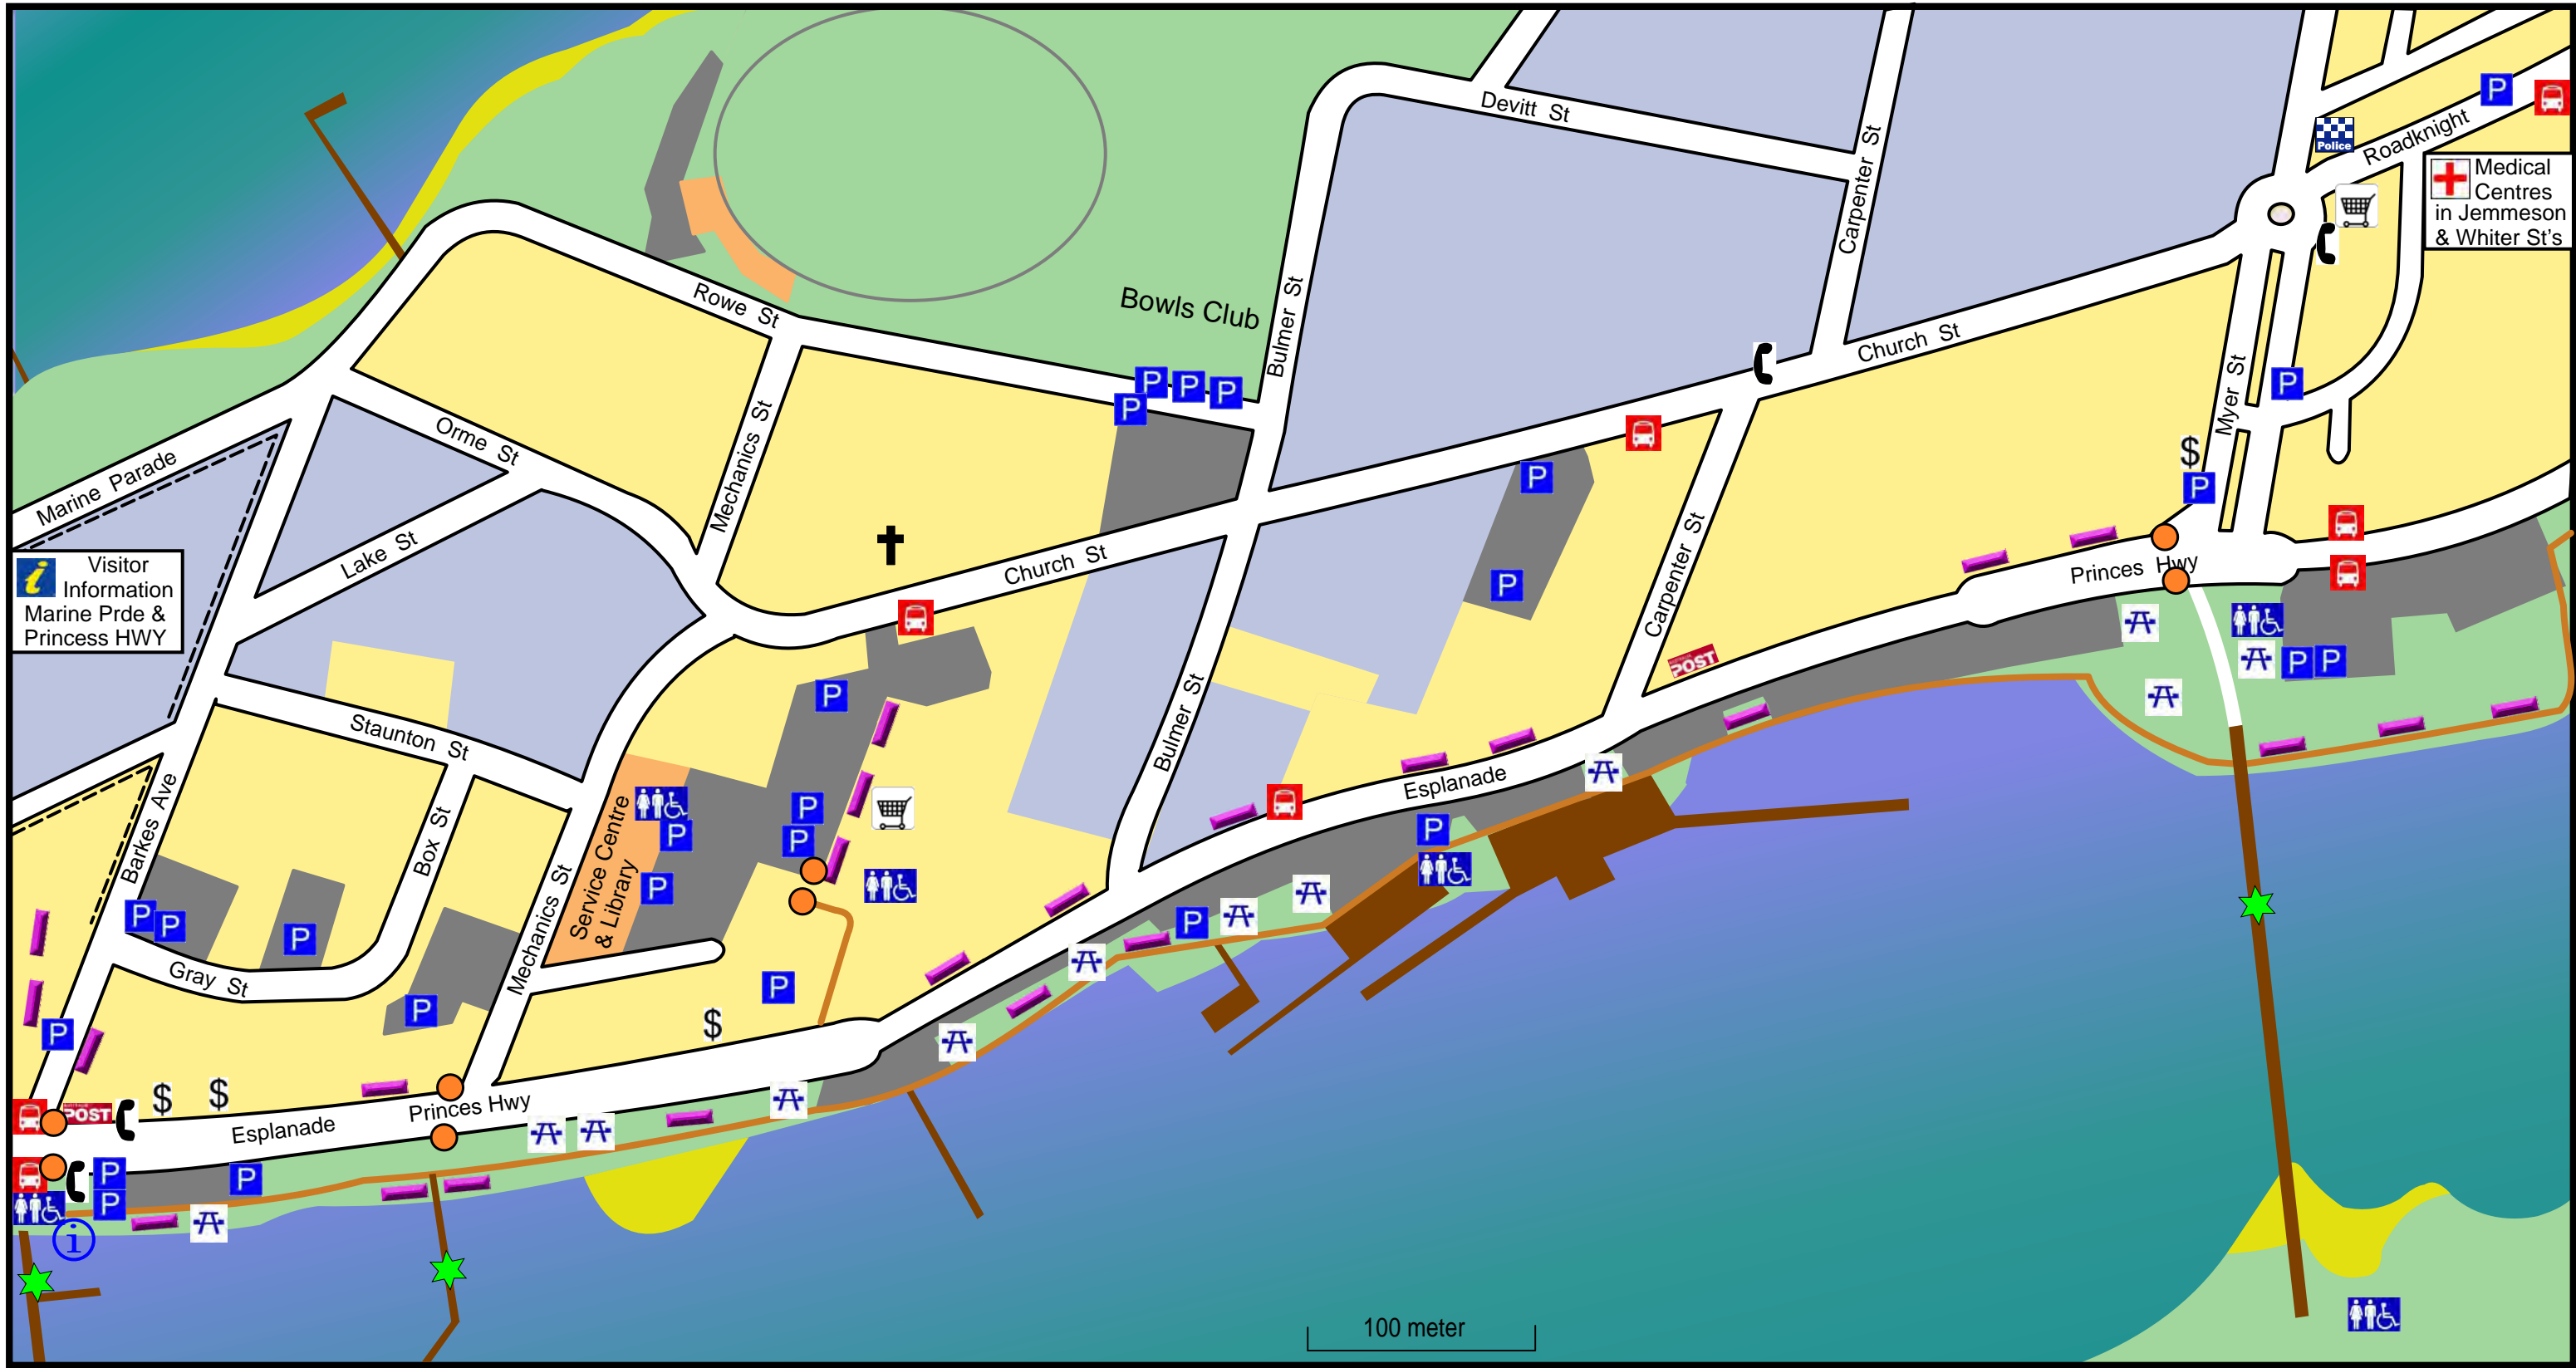 Devitt St
Carpenter St
P
Police
Roadknight
Medical
Centres
in Jemmeson
& Whiter St's
Rowe St
Bowls Club
Bulmer St
P P P
P
Church St
Myer St
P
Mechanics St
Orme St
Marine Parade
$
P
P
Lake St
Church St
i Visitor
Information
Marine Prde &
Princess HWY
Carpenter St
P
Princes Hwy
POST
P P
P
Staunton St
Bulmer St
Barkes Ave
Box St
Service Centre
& Library
P
P
P
P
Esplanade
P
P
P P
P
P
Gray St
Mechanics St
P
P
P
$
$ $
POST
Princes Hwy
Esplanade
P
P
P
i
100 meter